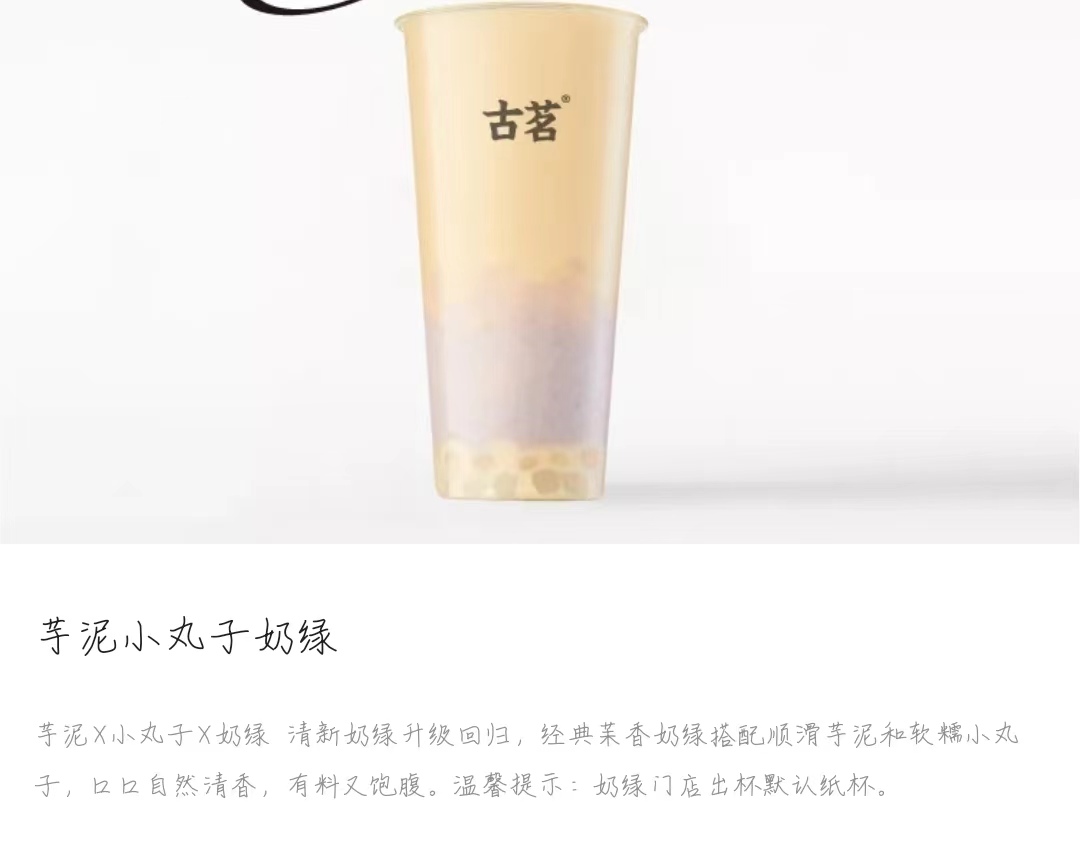 古茗®
芋泥小丸子奶绿
芋泥X小丸子X奶绿 清新奶绿升级回归，经典茉香奶绿搭配顺滑芋泥和软糯小丸
子，口口自然清香，有料又饱腹。温馨提示：奶绿门店出杯默认纸杯。